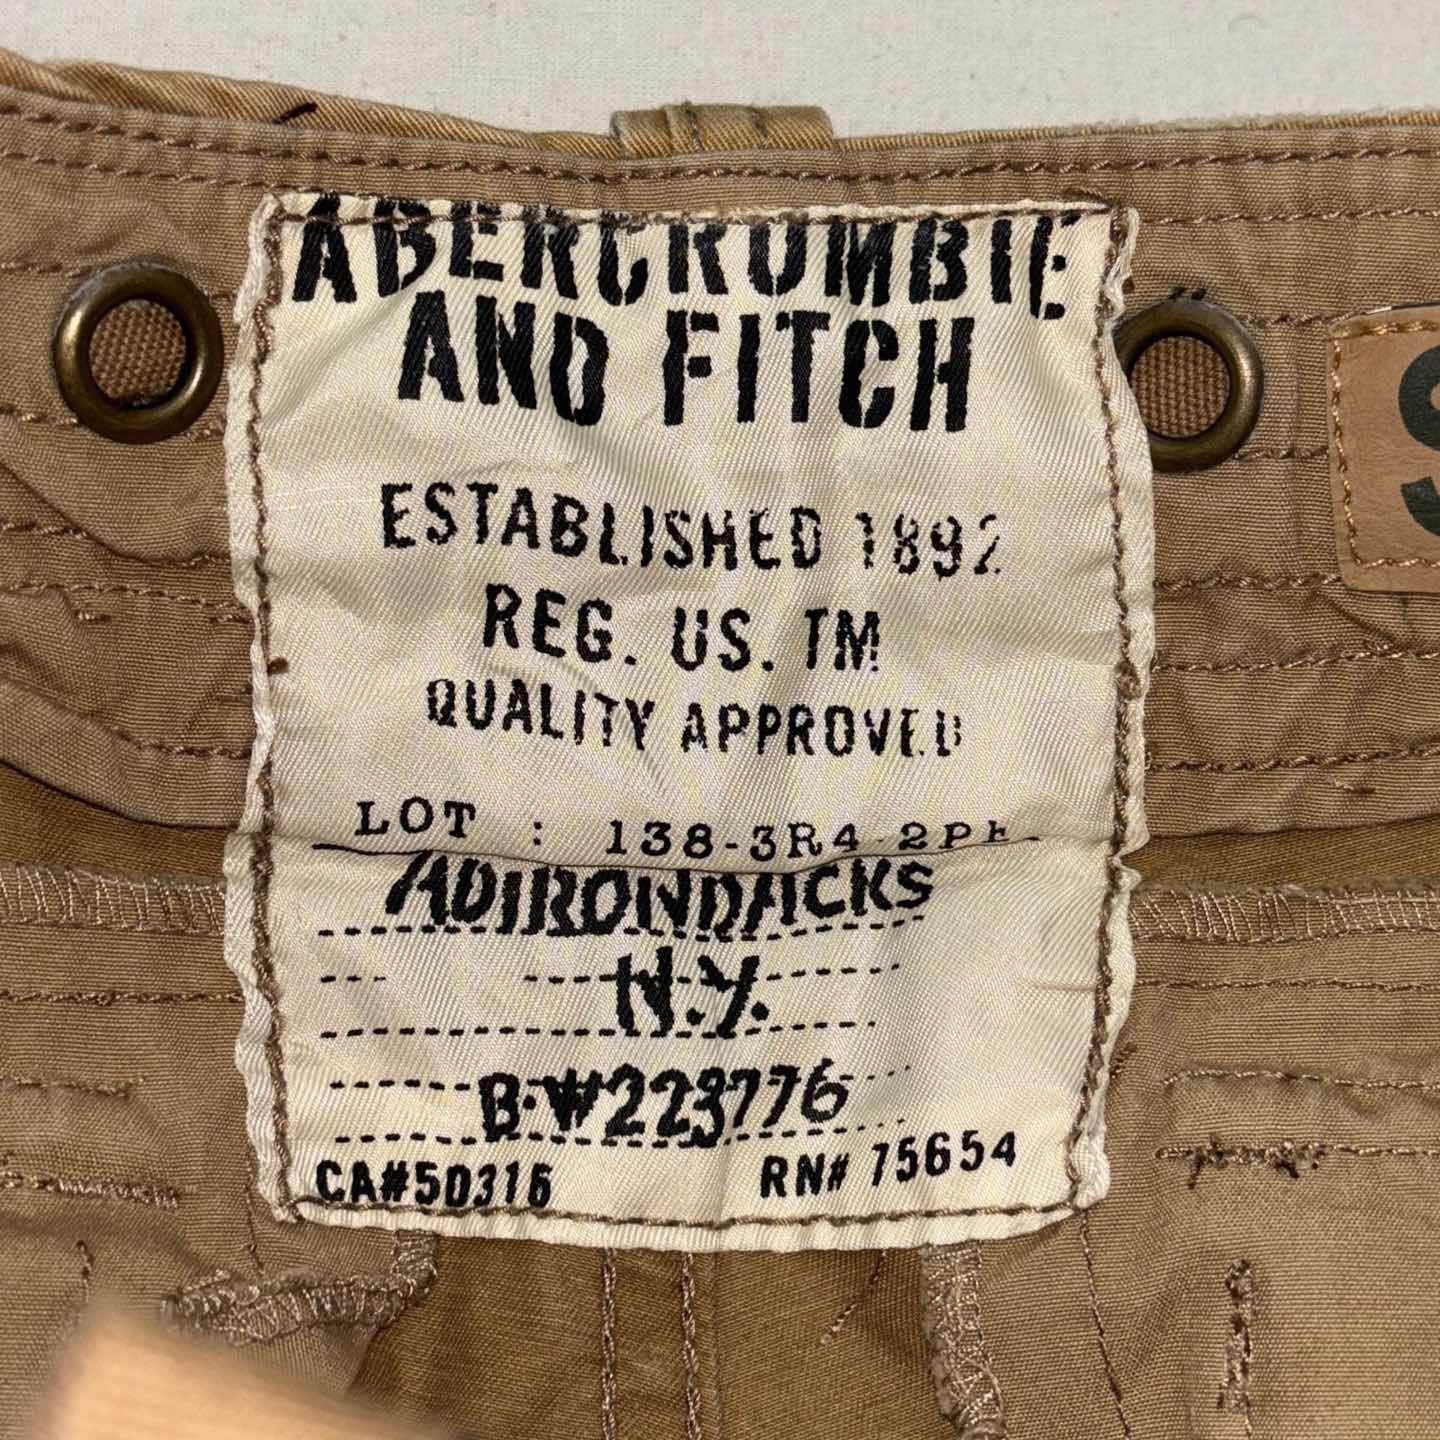 ABERCROMBIE
AND FITCH
ESTABLISHED 1892
REG. US. TM
QUALITY APPROVED
LOT : 138-3R4-2
ADIRONDACKS
N.Y.
B.W223776
CA#50316
RN# 75654
S